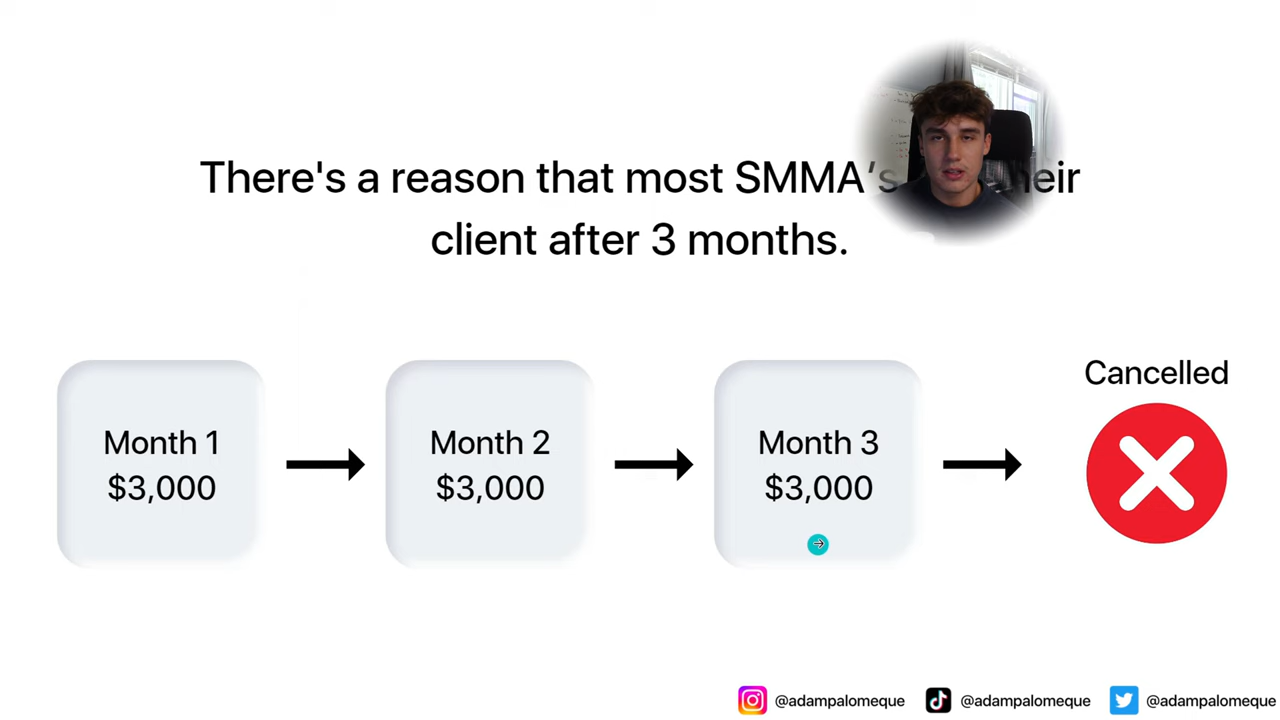 There's a reason that most SMMA's
client after 3 months.
Cancelled
Month 1
$3,000
Month 2
$3,000
Month 3
$3,000
@adampalomeque
@adampalomeque
@adampalomeque